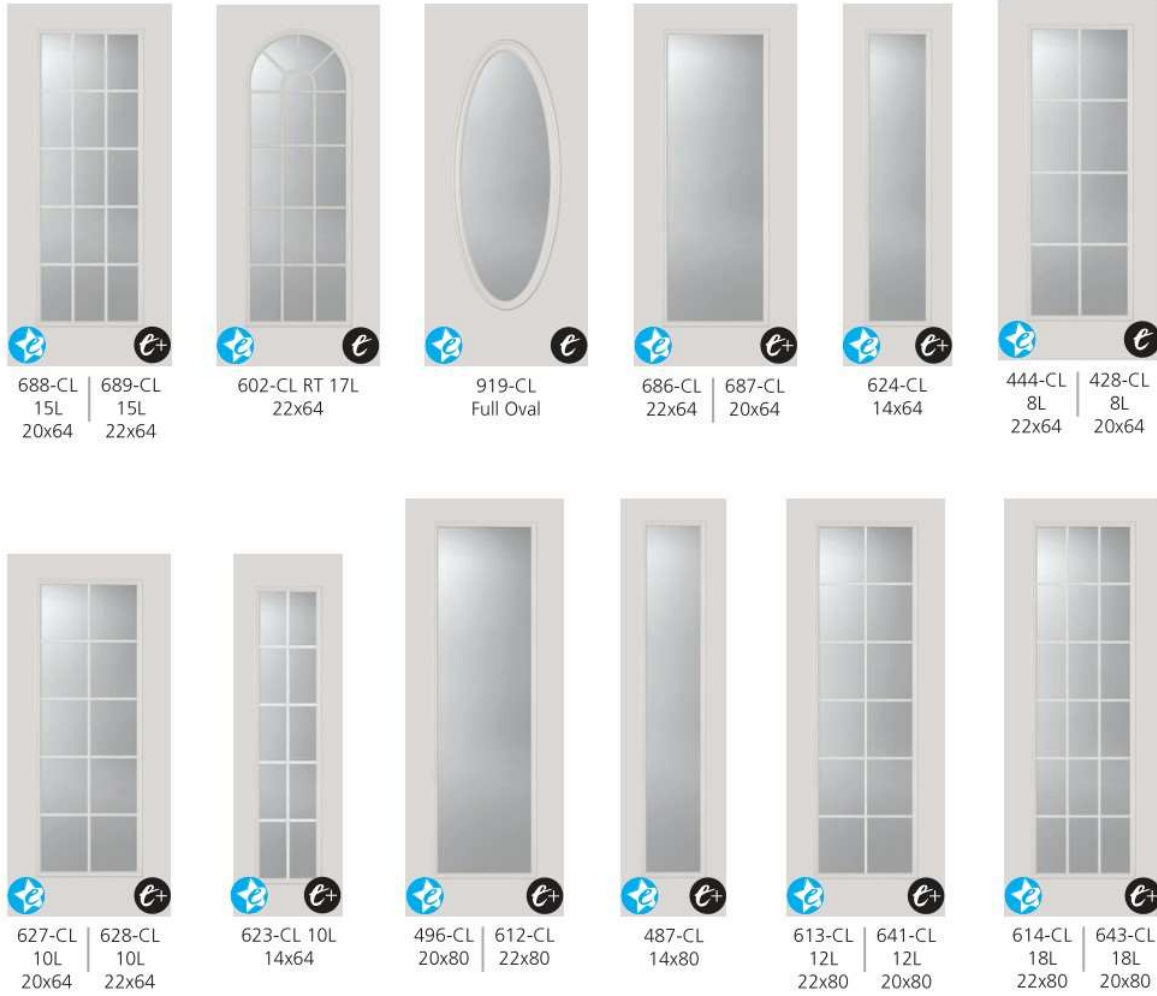 e e+
688-CL | 689-CL
15L 15L
20x64 22x64
e e
602-CL RT 17L
22x64
e e
919-CL
Full Oval
e e+
686-CL | 687-CL
22x64 20x64
e e+
624-CL
14x64
e e
444-CL | 428-CL
8L 8L
22x64 20x64
e e+
627-CL | 628-CL
10L 10L
20x64 22x64
e e+
623-CL 10L
14x64
e e+
496-CL | 612-CL
20x80 22x80
e e+
487-CL
14x80
e e+
613-CL | 641-CL
12L 12L
22x80 20x80
e e+
614-CL | 643-CL
18L 18L
22x80 20x80